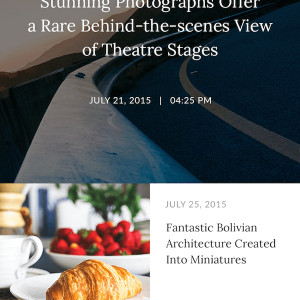 Stunning Photographs Offer
a Rare Behind-the-scenes View
of Theatre Stages
JULY 21, 2015 | 04:25 PM
JULY 25, 2015
Fantastic Bolivian
Architecture Created
Into Miniatures